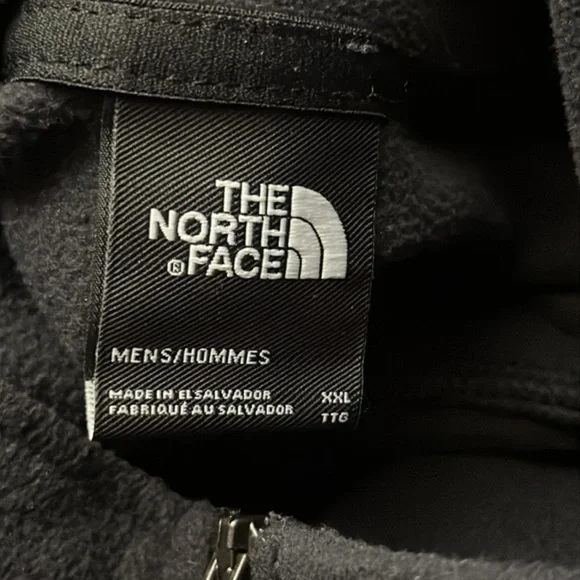 THE
NORTH
®FACE
MENS/HOMMES
MADE IN EL SALVADOR XXL
FABRIQUÉ AU SALVADOR TTG